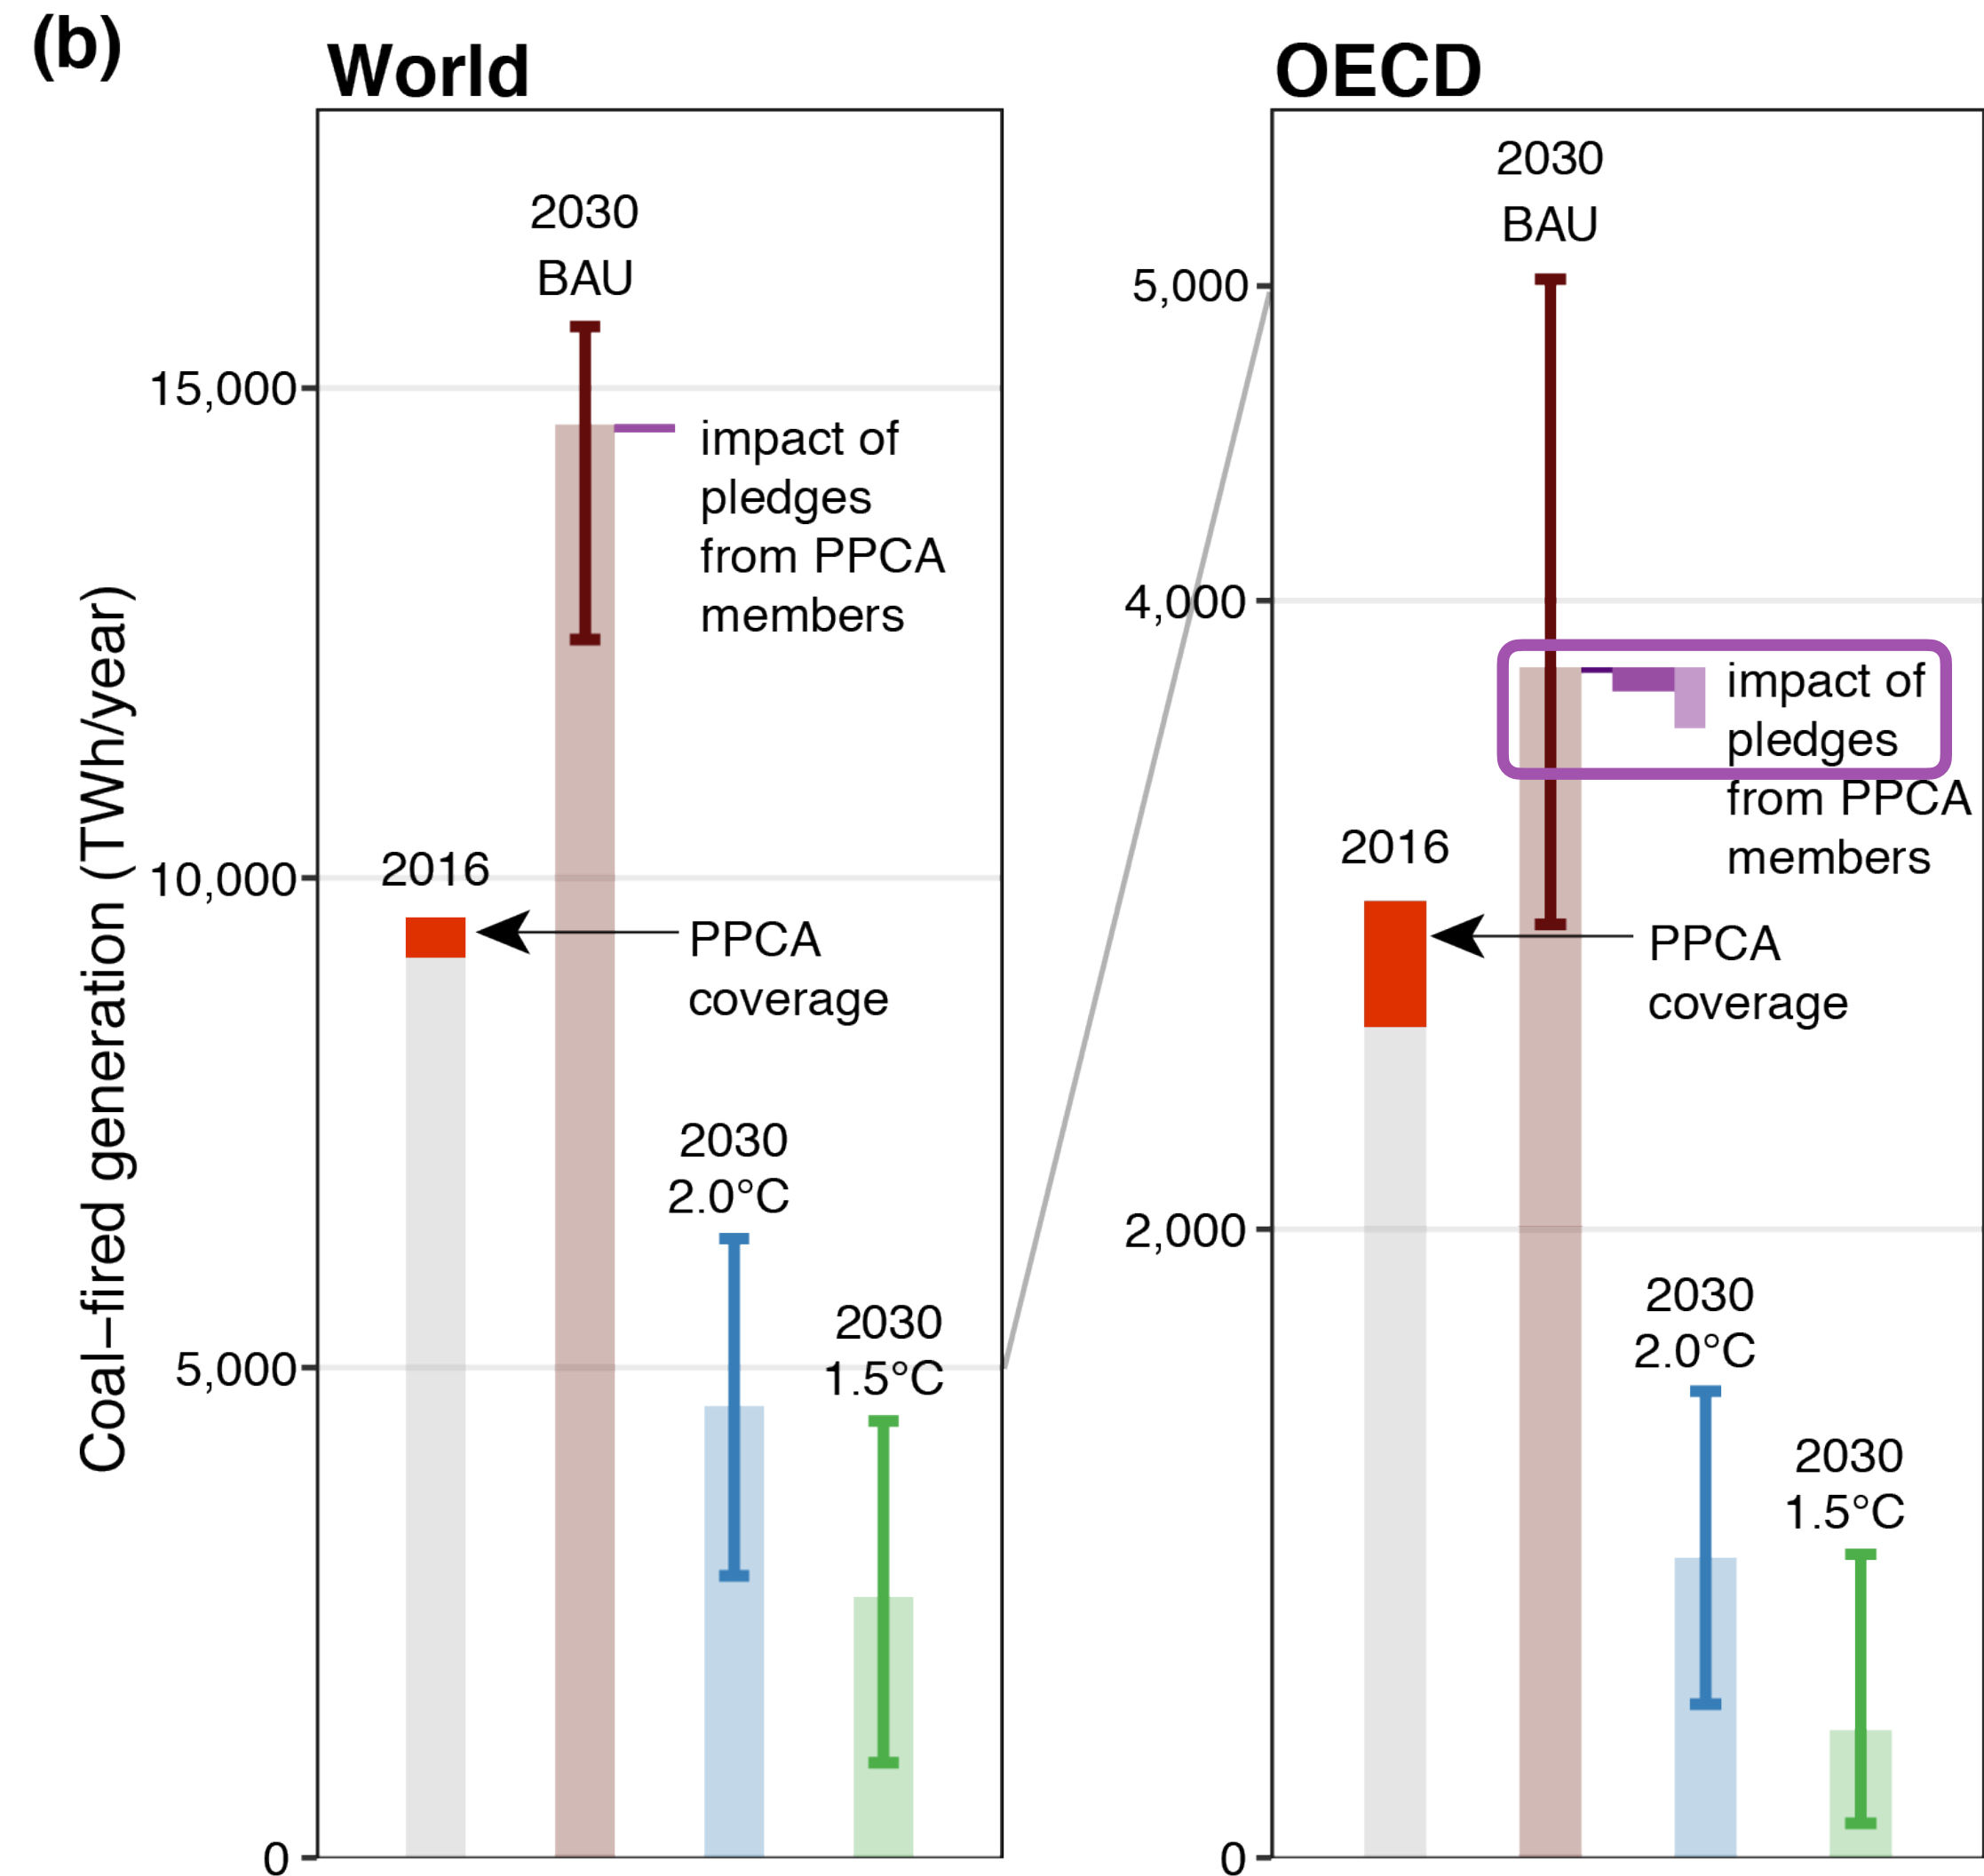 (b)
World
15,000
10,000
5,000
0
Coal–fired generation (TWh/year)
2030
BAU
impact of
pledges
from PPCA
members
2016
PPCA
coverage
2030
2.0°C
2030
1.5°C
OECD
5,000
4,000
2,000
0
2030
BAU
impact of
pledges
from PPCA
members
2016
PPCA
coverage
2030
2.0°C
2030
1.5°C